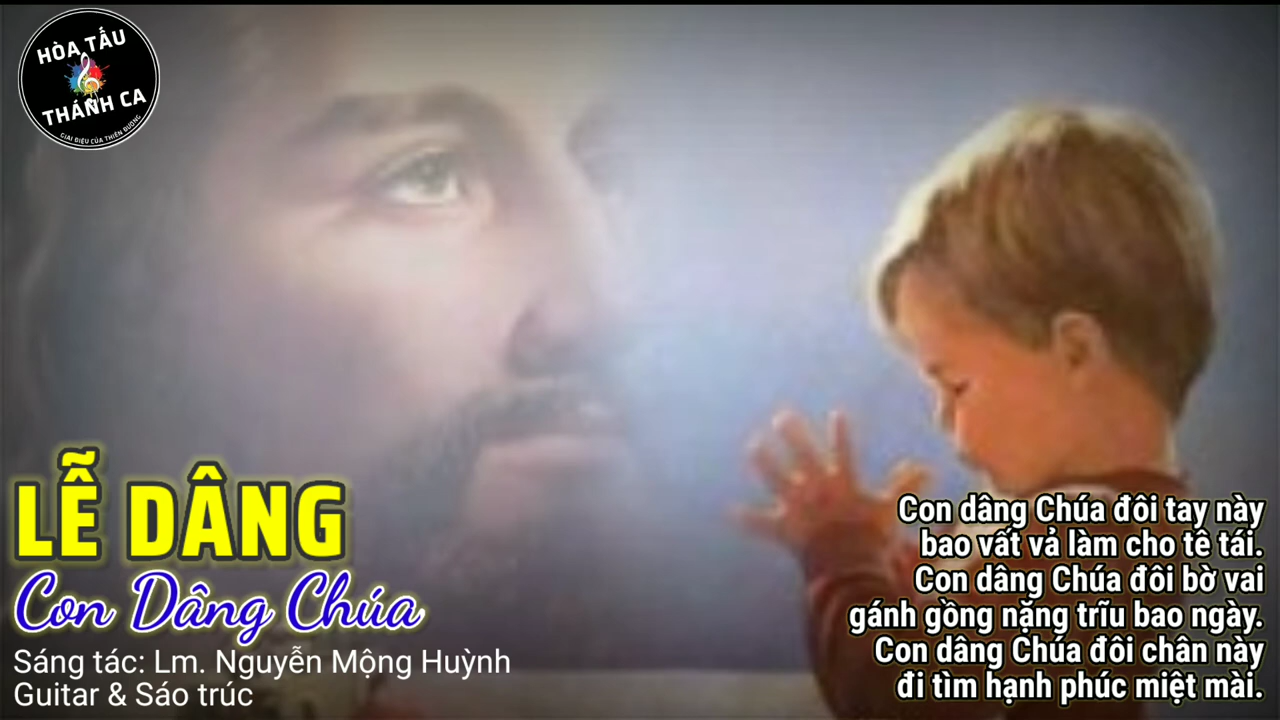 HÒA TẤU
THÁNH CA
GIAI ĐIỆU CỦA THIÊN ĐƯỜNG
LỄ DÂNG
Con Dâng Chúa
Sáng tác: Lm. Nguyễn Mộng Huỳnh
Guitar & Sáo trúc
Con dâng Chúa đôi tay này
bao vất vả làm cho tê tái.
Con dâng Chúa đôi bờ vai
gánh gồng nặng trĩu bao ngày.
Con dâng Chúa đôi chân này
đi tìm hạnh phúc miệt mài.